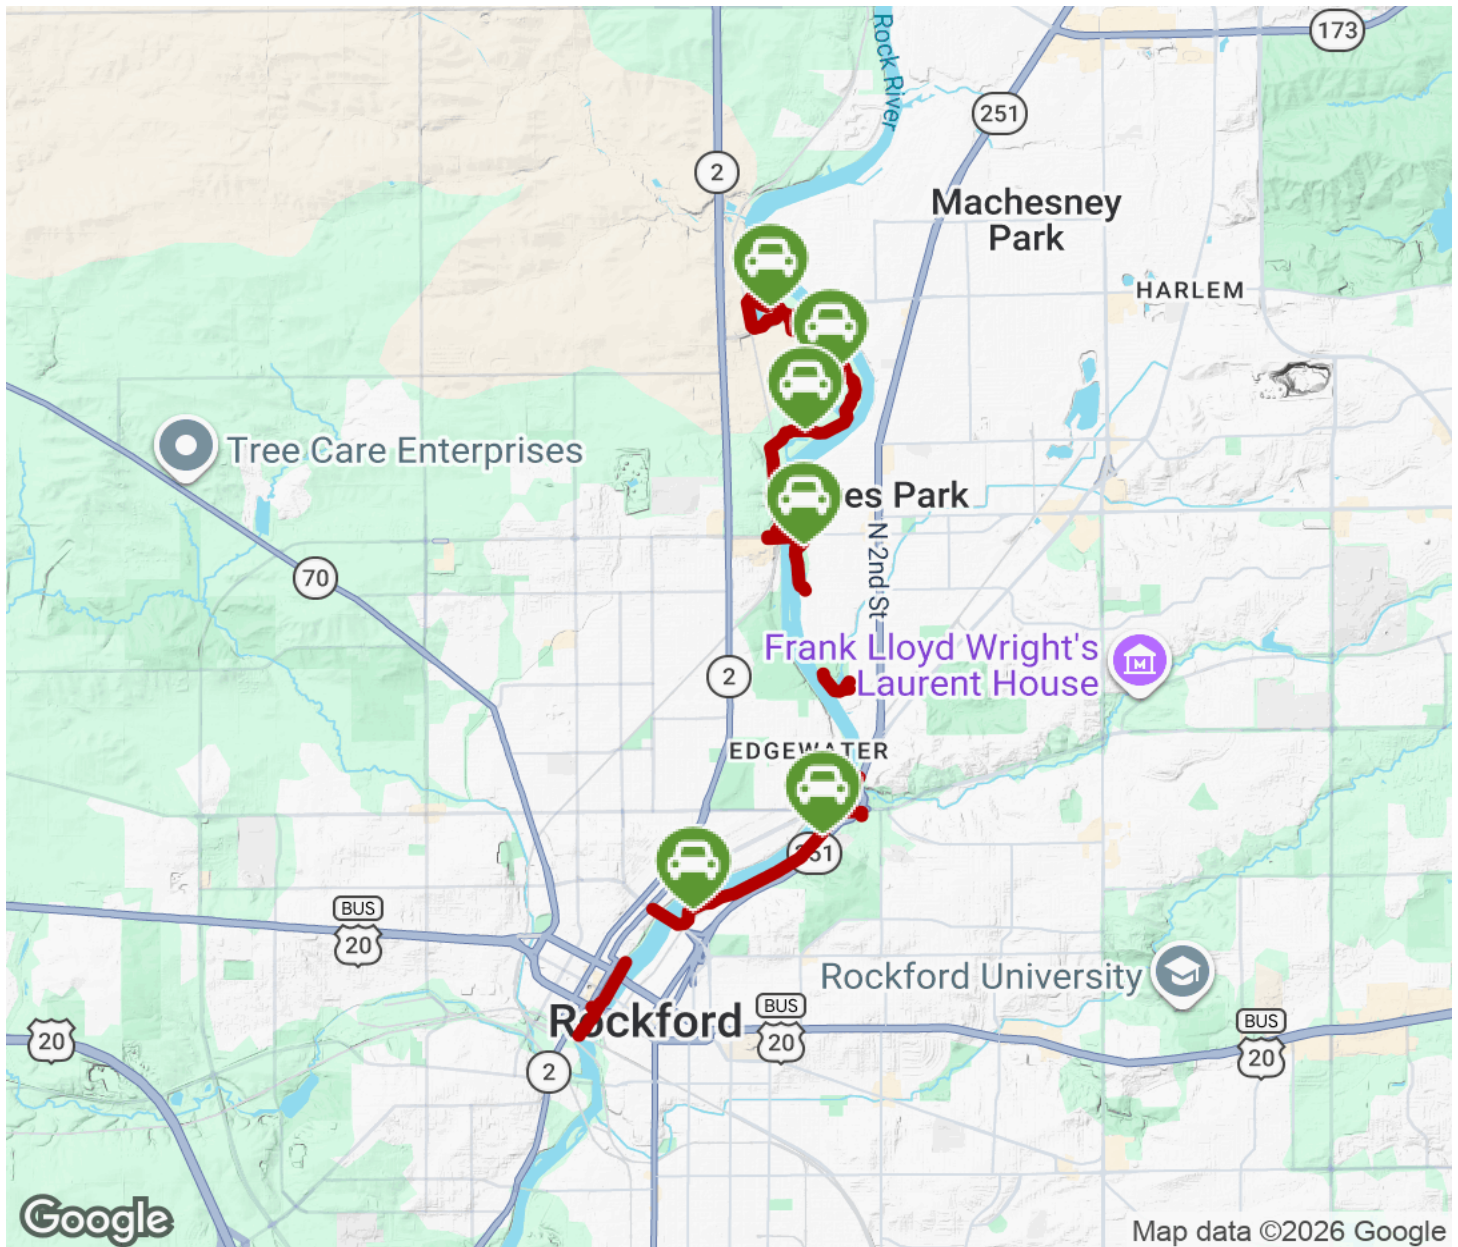 173
Rock River
251
2
Machesney
Park
HARLEM
Tree Care Enterprises
es Park
N 2nd St
70
Frank Lloyd Wright's
Laurent House
2
EDGEWATER
251
BUS
20
Rockford University
BUS
20
BUS
20
Rockford
20
2
Google
Map data ©2026 Google